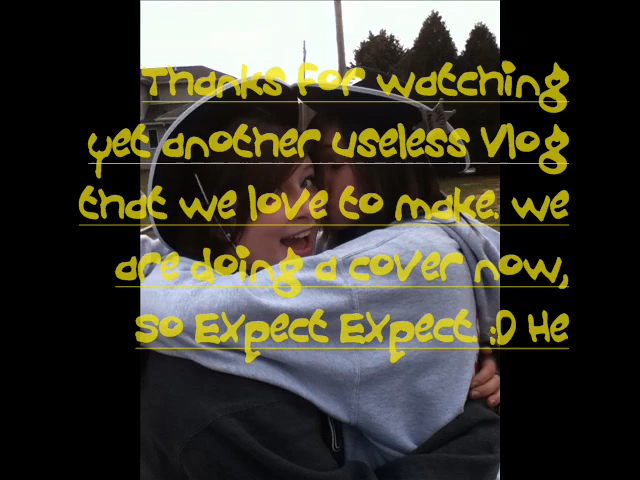 Thanks for watching
yet another useless Vlog
that we love to make. we
are doing a cover now,
so Expect Expect. :D He